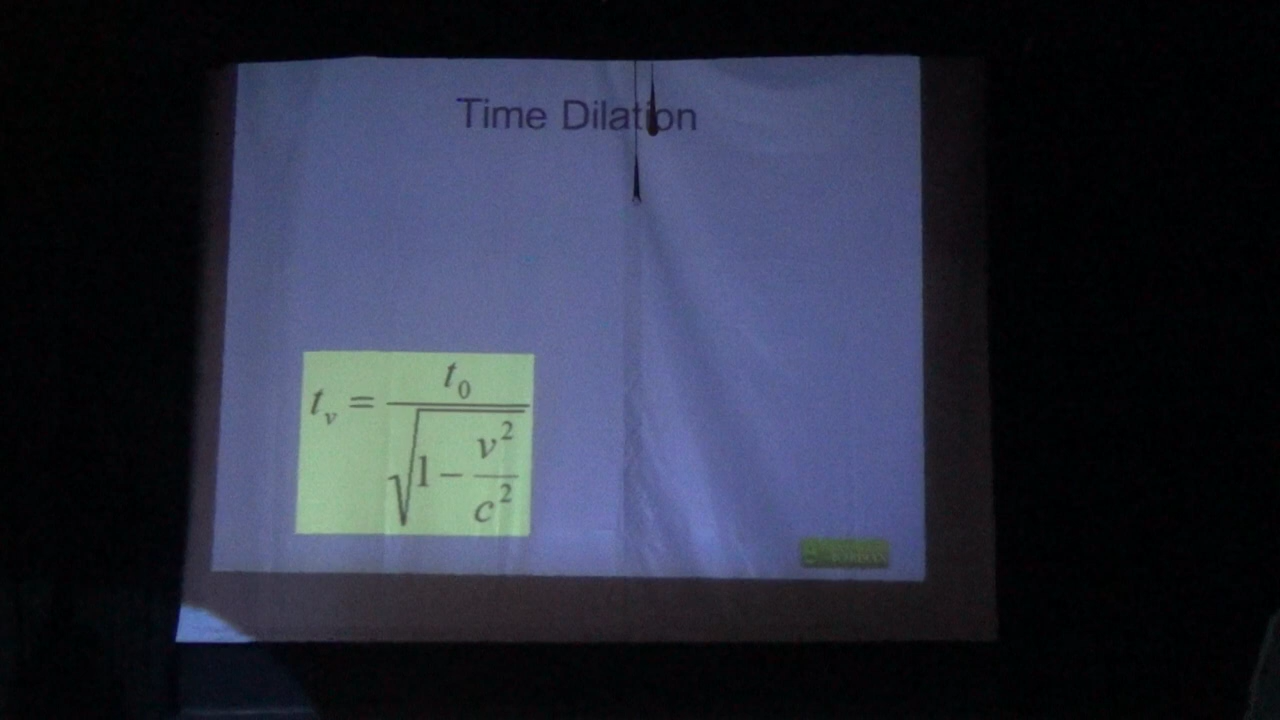 Time Dilation
t_v = t_0 / √(1 − v²/c²)